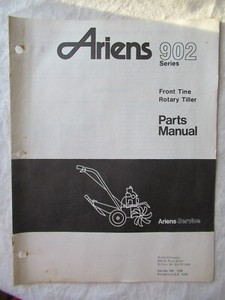 Ariens 902
Series
Front Tine
Rotary Tiller
Parts
Manual
Ariens Service